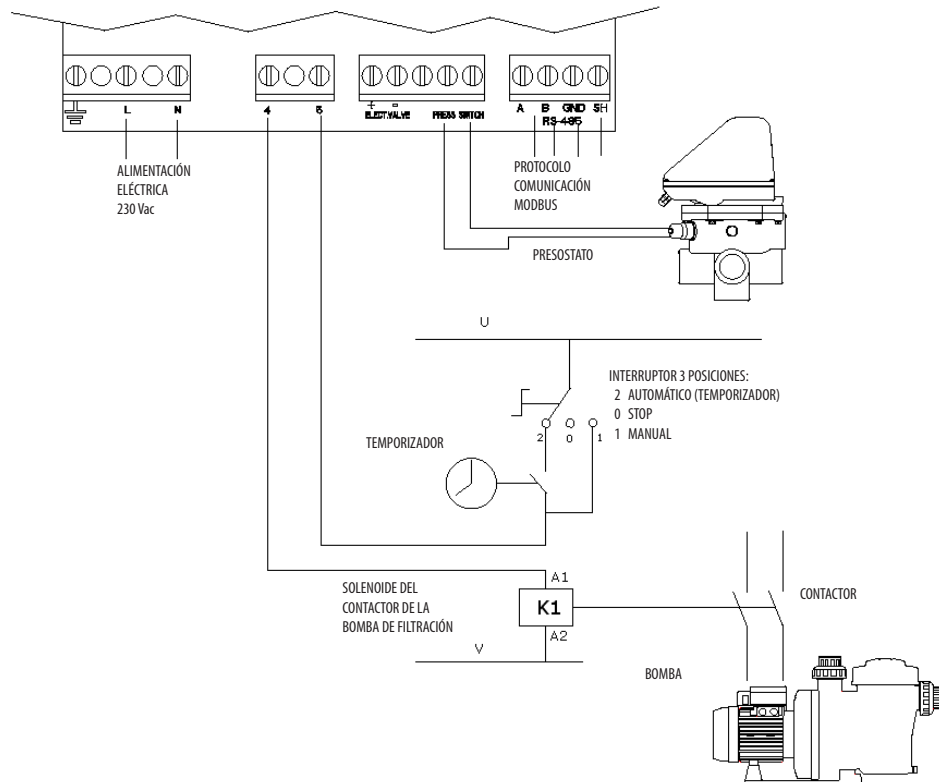 L N 4 5 + - ELECT.VALVE PRESS SWITCH A B GND SH
RS-485
ALIMENTACIÓN
ELÉCTRICA
230 Vac
PROTOCOLO
COMUNICACIÓN
MODBUS
PRESOSTATO
U
INTERRUPTOR 3 POSICIONES:
2 AUTOMÁTICO (TEMPORIZADOR)
0 STOP
1 MANUAL
2 0 1
TEMPORIZADOR
A1
SOLENOIDE DEL
CONTACTOR DE LA
BOMBA DE FILTRACIÓN
K1
A2
V
CONTACTOR
BOMBA